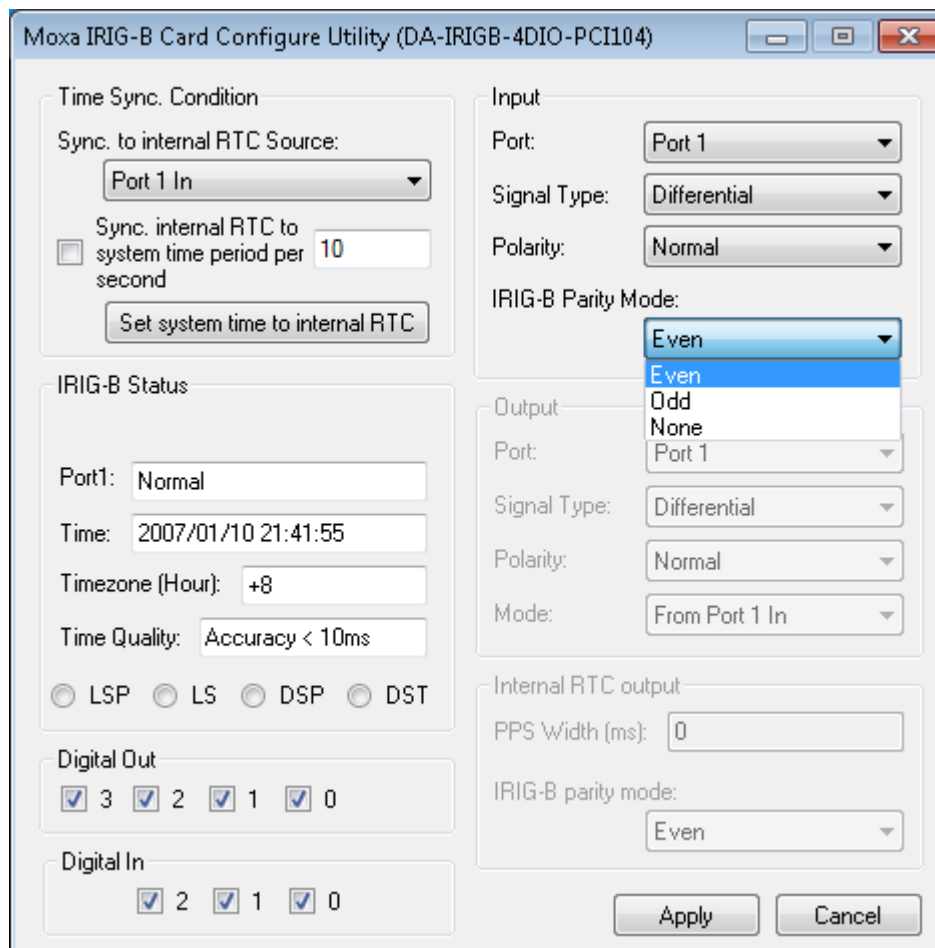 Moxa IRIG-B Card Configure Utility (DA-IRIGB-4DIO-PCI104)
Time Sync. Condition
Sync. to internal RTC Source:
Port 1 In
Sync. internal RTC to
system time period per
second
10
Set system time to internal RTC
IRIG-B Status
Port1:
Normal
Time:
2007/01/10 21:41:55
Timezone (Hour):
+8
Time Quality:
Accuracy < 10ms
LSP
LS
DSP
DST
Digital Out
3
2
1
0
Digital In
2
1
0
Input
Port:
Port 1
Signal Type:
Differential
Polarity:
Normal
IRIG-B Parity Mode:
Even
Even
Odd
None
Output
Port:
Port 1
Signal Type:
Differential
Polarity:
Normal
Mode:
From Port 1 In
Internal RTC output
PPS Width (ms):
0
IRIG-B parity mode:
Even
Apply
Cancel